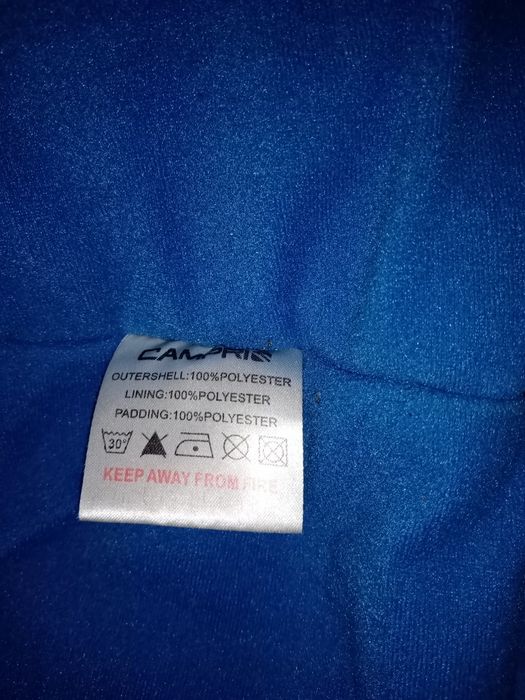 CAMPRI
OUTERSHELL:100%POLYESTER
LINING:100%POLYESTER
PADDING:100%POLYESTER
30°
KEEP AWAY FROM FIRE